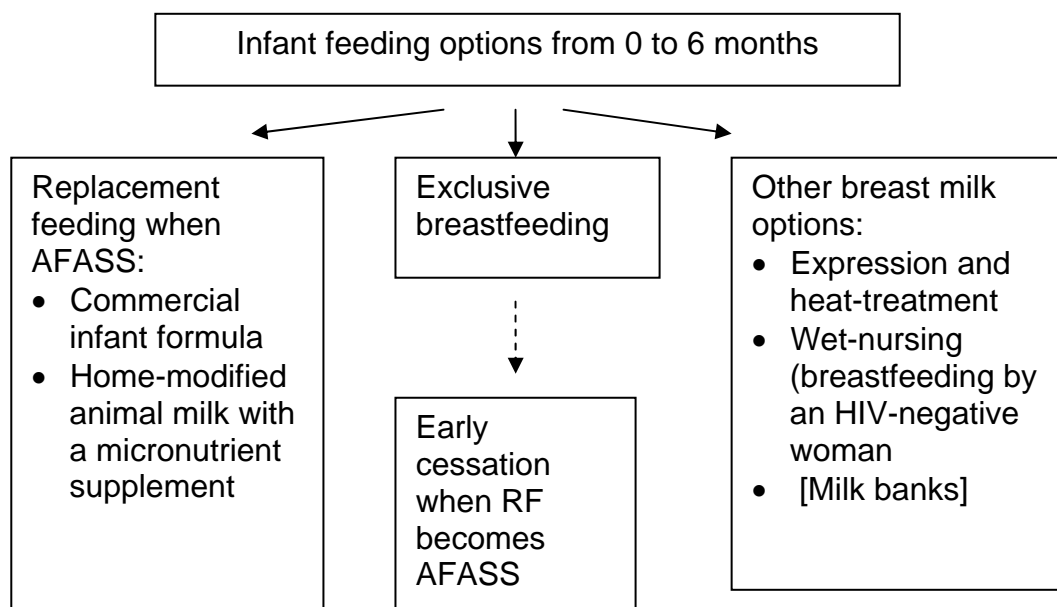 Infant feeding options from 0 to 6 months
Replacement
feeding when
AFASS:
• Commercial
infant formula
• Home-modified
animal milk with
a micronutrient
supplement
Exclusive
breastfeeding
Early
cessation
when RF
becomes
AFASS
Other breast milk
options:
• Expression and
heat-treatment
• Wet-nursing
(breastfeeding by
an HIV-negative
woman
• [Milk banks]